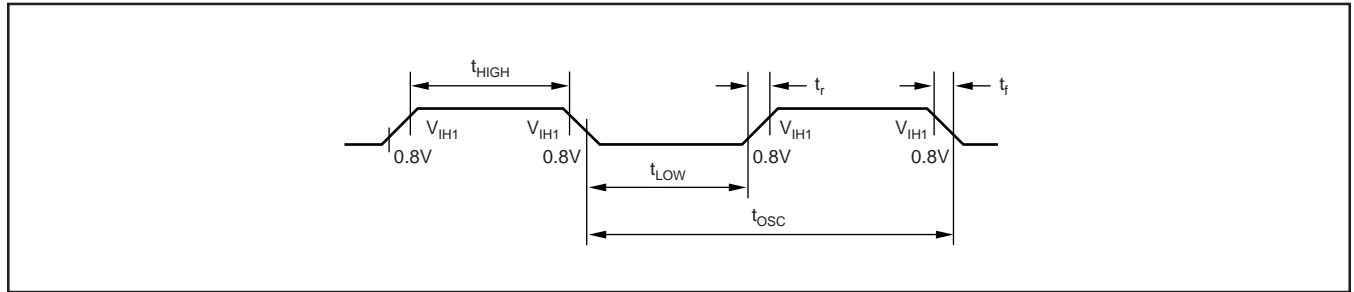 tHIGH
tr
tf
VIH1 VIH1 VIH1 VIH1
0.8V 0.8V 0.8V 0.8V
tLOW
tOSC